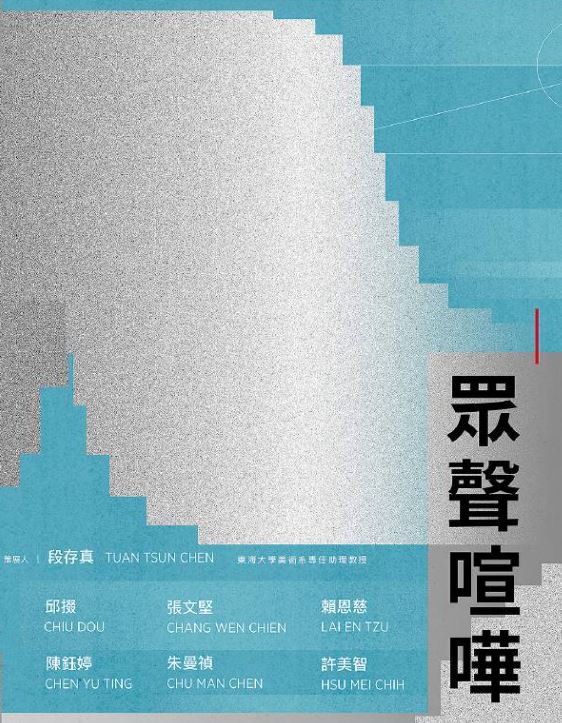 眾聲喧嘩
策展人 | 段存真 TUAN TSUN CHEN 東海大學美術系專任助理教授
邱掇 張文堅 賴恩慈
CHIU DOU CHANG WEN CHIEN LAI EN TZU
陳鈺婷 朱曼禎 許美智
CHEN YU TING CHU MAN CHEN HSU MEI CHIH